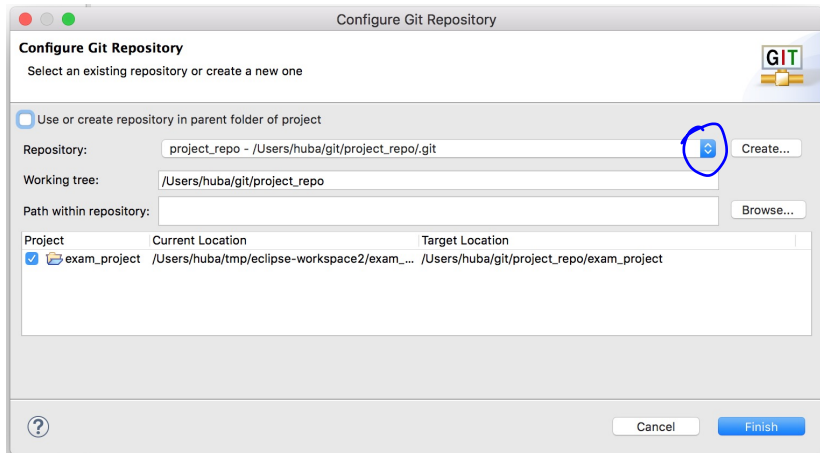 Configure Git Repository
Configure Git Repository
Select an existing repository or create a new one
GIT
Use or create repository in parent folder of project
Repository: project_repo - /Users/huba/git/project_repo/.git Create...
Working tree: /Users/huba/git/project_repo
Path within repository: Browse...
Project Current Location Target Location
exam_project /Users/huba/tmp/eclipse-workspace2/exam_... /Users/huba/git/project_repo/exam_project
? Cancel Finish